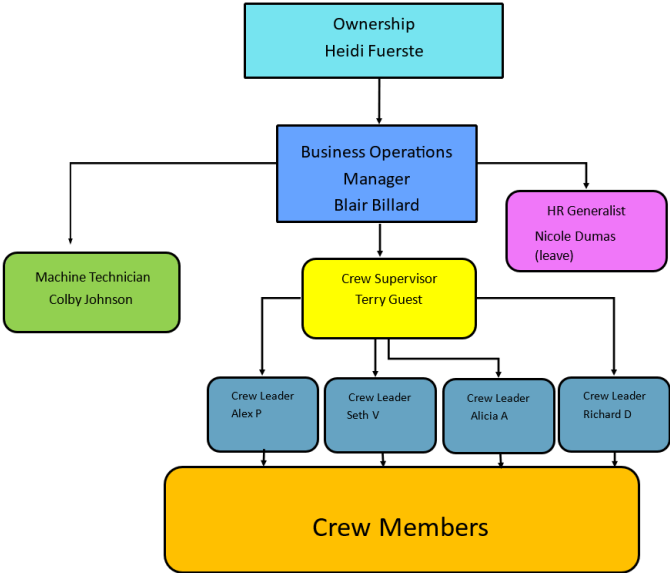 Ownership
Heidi Fuerste
Business Operations
Manager
Blair Billard
HR Generalist
Nicole Dumas
(leave)
Machine Technician
Colby Johnson
Crew Supervisor
Terry Guest
Crew Leader
Alex P
Crew Leader
Seth V
Crew Leader
Alicia A
Crew Leader
Richard D
Crew Members